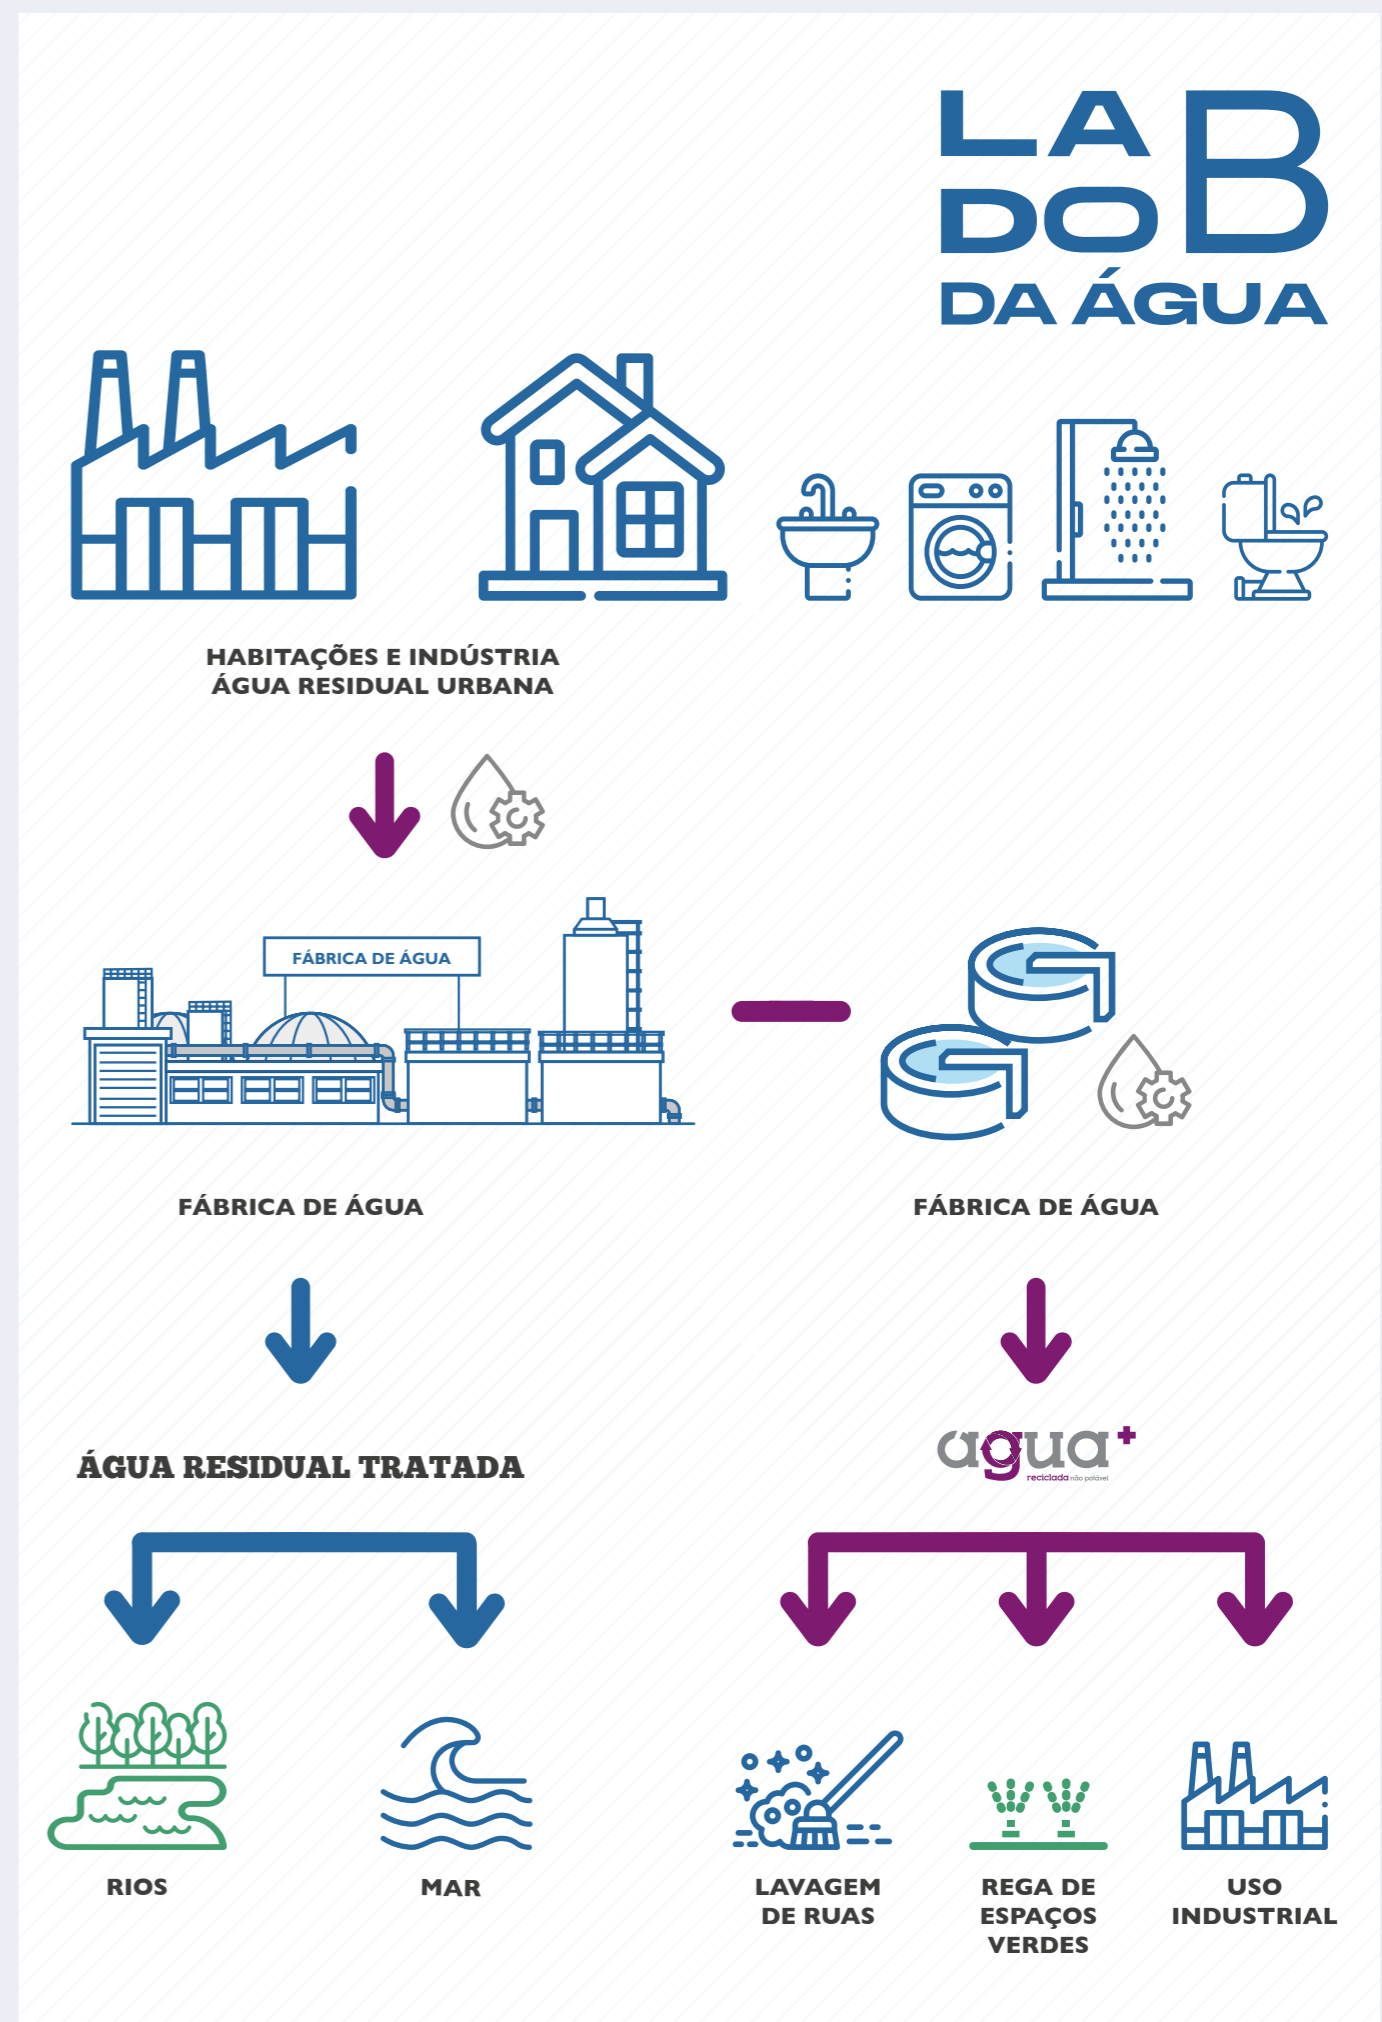 LA B
DO
DA ÁGUA
HABITAÇÕES E INDÚSTRIA
ÁGUA RESIDUAL URBANA
FÁBRICA DE ÁGUA
FÁBRICA DE ÁGUA
FÁBRICA DE ÁGUA
ÁGUA RESIDUAL TRATADA
agua+
reciclada não potável
RIOS
MAR
LAVAGEM
DE RUAS
REGA DE
ESPAÇOS
VERDES
USO
INDUSTRIAL